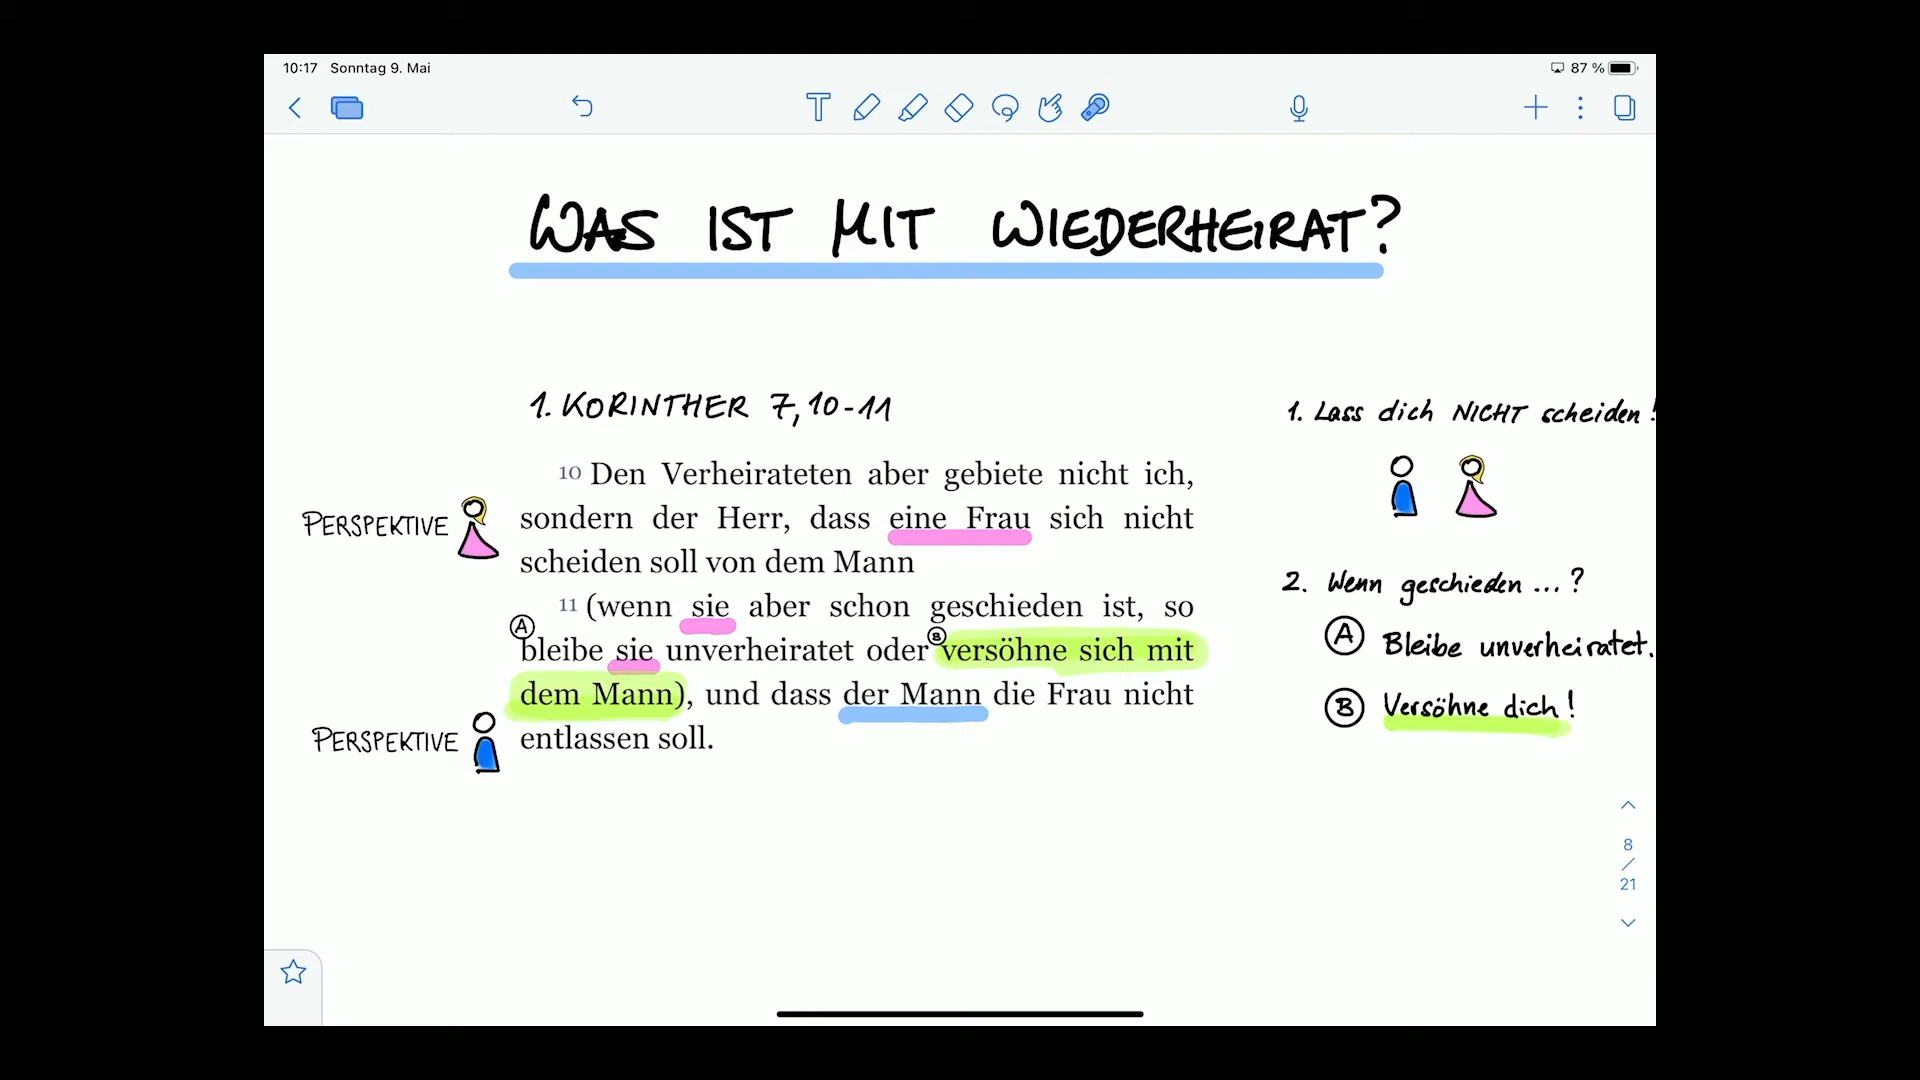 10:17 Sonntag 9. Mai
87 %
WAS IST MIT WIEDERHEIRAT?
1. KORINTHER 7, 10-11
10 Den Verheirateten aber gebiete nicht ich,
sondern der Herr, dass eine Frau sich nicht
scheiden soll von dem Mann
11 (wenn sie aber schon geschieden ist, so
A
B
bleibe sie unverheiratet oder versöhne sich mit
dem Mann), und dass der Mann die Frau nicht
entlassen soll.
PERSPEKTIVE
PERSPEKTIVE
1. Lass dich NICHT scheiden!
2. Wenn geschieden ...?
A Bleibe unverheiratet.
B Versöhne dich!
8
/
21